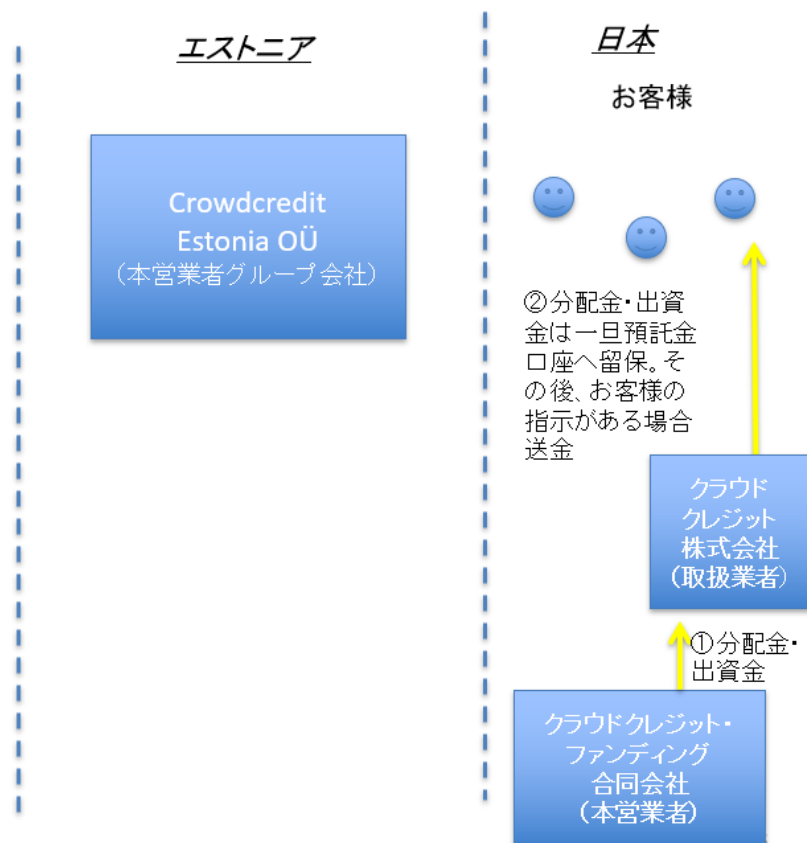 エストニア
日本
お客様
Crowdcredit
Estonia OÜ
（本営業者グループ会社）
②分配金・出資
金は一旦預託金
口座へ留保。そ
の後、お客様の
指示がある場合
送金
クラウド
クレジット
株式会社
（取扱業者）
①分配金・
出資金
クラウドクレジット・
ファンディング
合同会社
（本営業者）